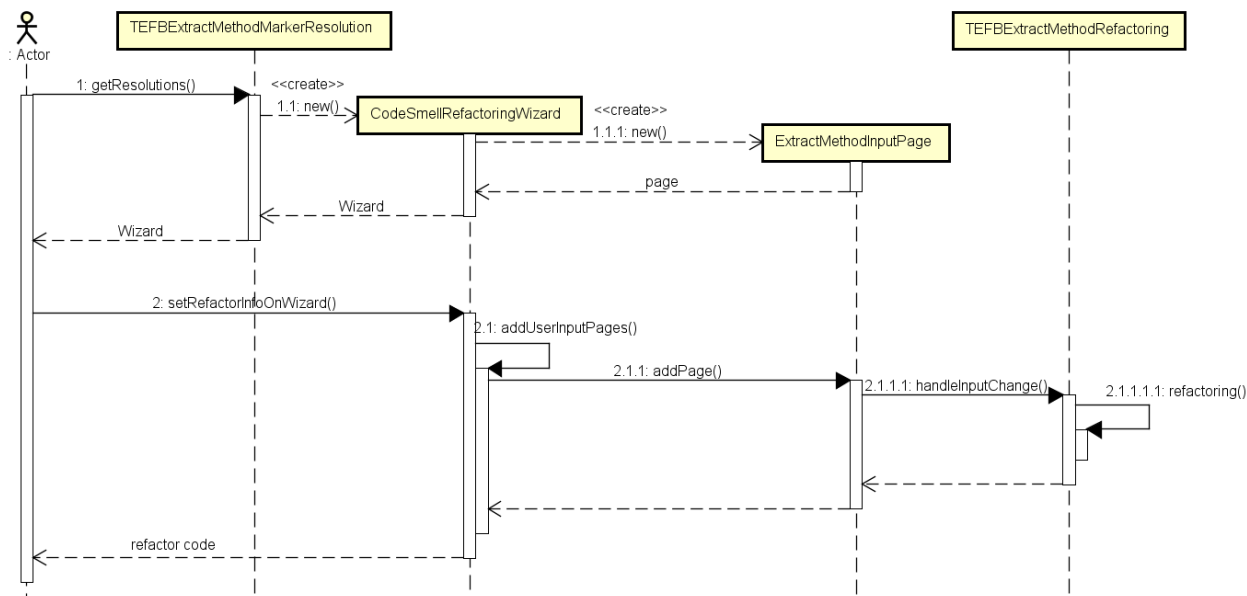 TEFBExtractMethodMarkerResolution
TEFBExtractMethodRefactoring
: Actor
1: getResolutions()
<<create>>
1.1: new()
CodeSmellRefactoringWizard
<<create>>
1.1.1: new()
ExtractMethodInputPage
page
Wizard
Wizard
2: setRefactorInfoOnWizard()
2.1: addUserInputPages()
2.1.1: addPage()
2.1.1.1: handleInputChange()
2.1.1.1.1: refactoring()
refactor code